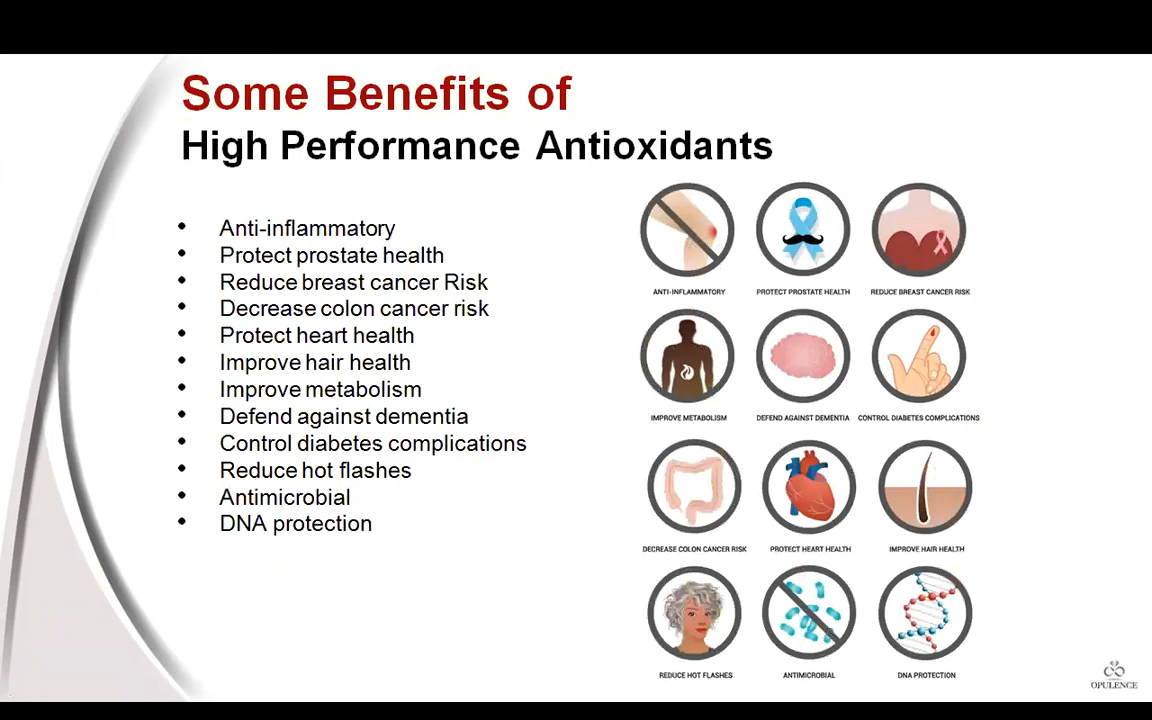 Some Benefits of
High Performance Antioxidants
• Anti-inflammatory
• Protect prostate health
• Reduce breast cancer Risk
• Decrease colon cancer risk
• Protect heart health
• Improve hair health
• Improve metabolism
• Defend against dementia
• Control diabetes complications
• Reduce hot flashes
• Antimicrobial
• DNA protection
ANTI-INFLAMMATORY
PROTECT PROSTATE HEALTH
REDUCE BREAST CANCER RISK
IMPROVE METABOLISM
DEFEND AGAINST DEMENTIA
CONTROL DIABETES COMPLICATIONS
DECREASE COLON CANCER RISK
PROTECT HEART HEALTH
IMPROVE HAIR HEALTH
REDUCE HOT FLASHES
ANTIMICROBIAL
DNA PROTECTION
OPULENCE